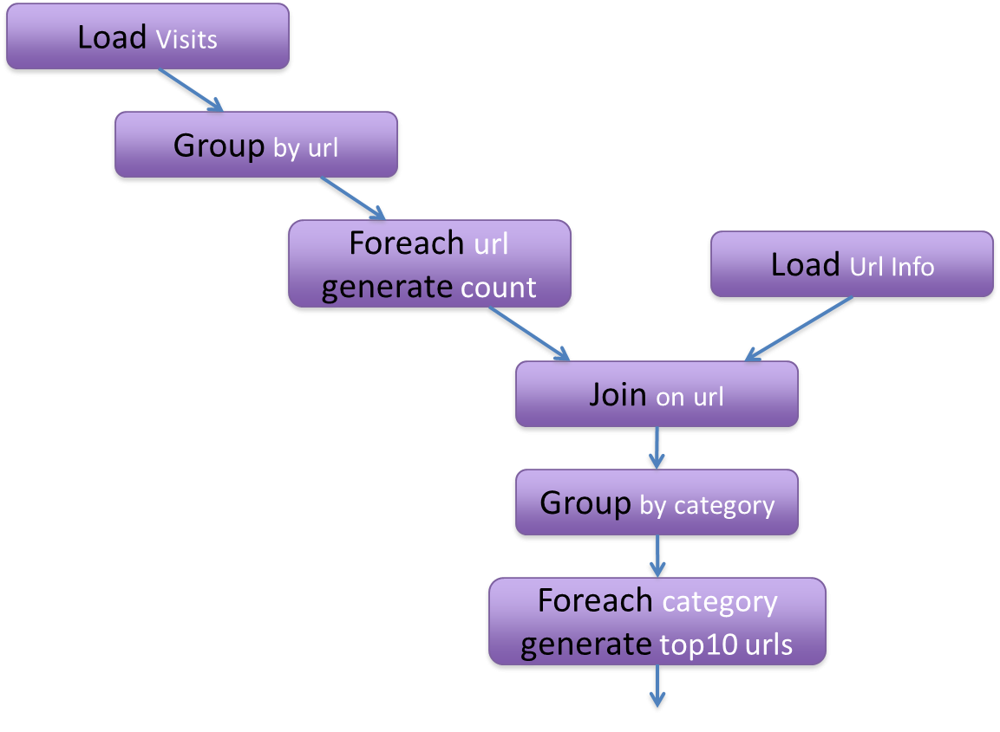 Load Visits
Group by url
Foreach url
generate count
Load Url Info
Join on url
Group by category
Foreach category
generate top10 urls